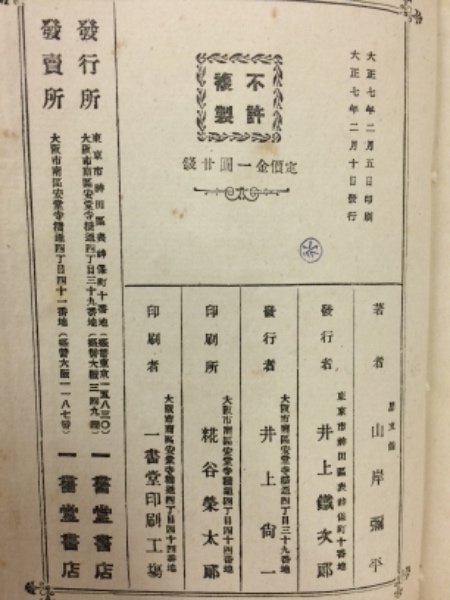 大正七年二月五日印刷
大正七年二月十日發行
不許
複製
定價金一圓廿錢
著者
山岸彌平
發行者
東京市神田區表神保町十番地
井上鐵次郎
發行者
大阪市南區安堂寺橋通四丁目三十九番地
井上尙一
印刷所
大阪市南區安堂寺橋通四丁目四十四番地
糀谷榮太郎
印刷者
大阪市南區安堂寺橋通四丁目四十四番地
一書堂印刷工場
發行所
東京市神田區表神保町十番地
大阪市南區安堂寺橋通四丁目三十九番地
一書堂書店
發賣所
大阪市南區安堂寺橋通四丁目四十一番地
一書堂書店